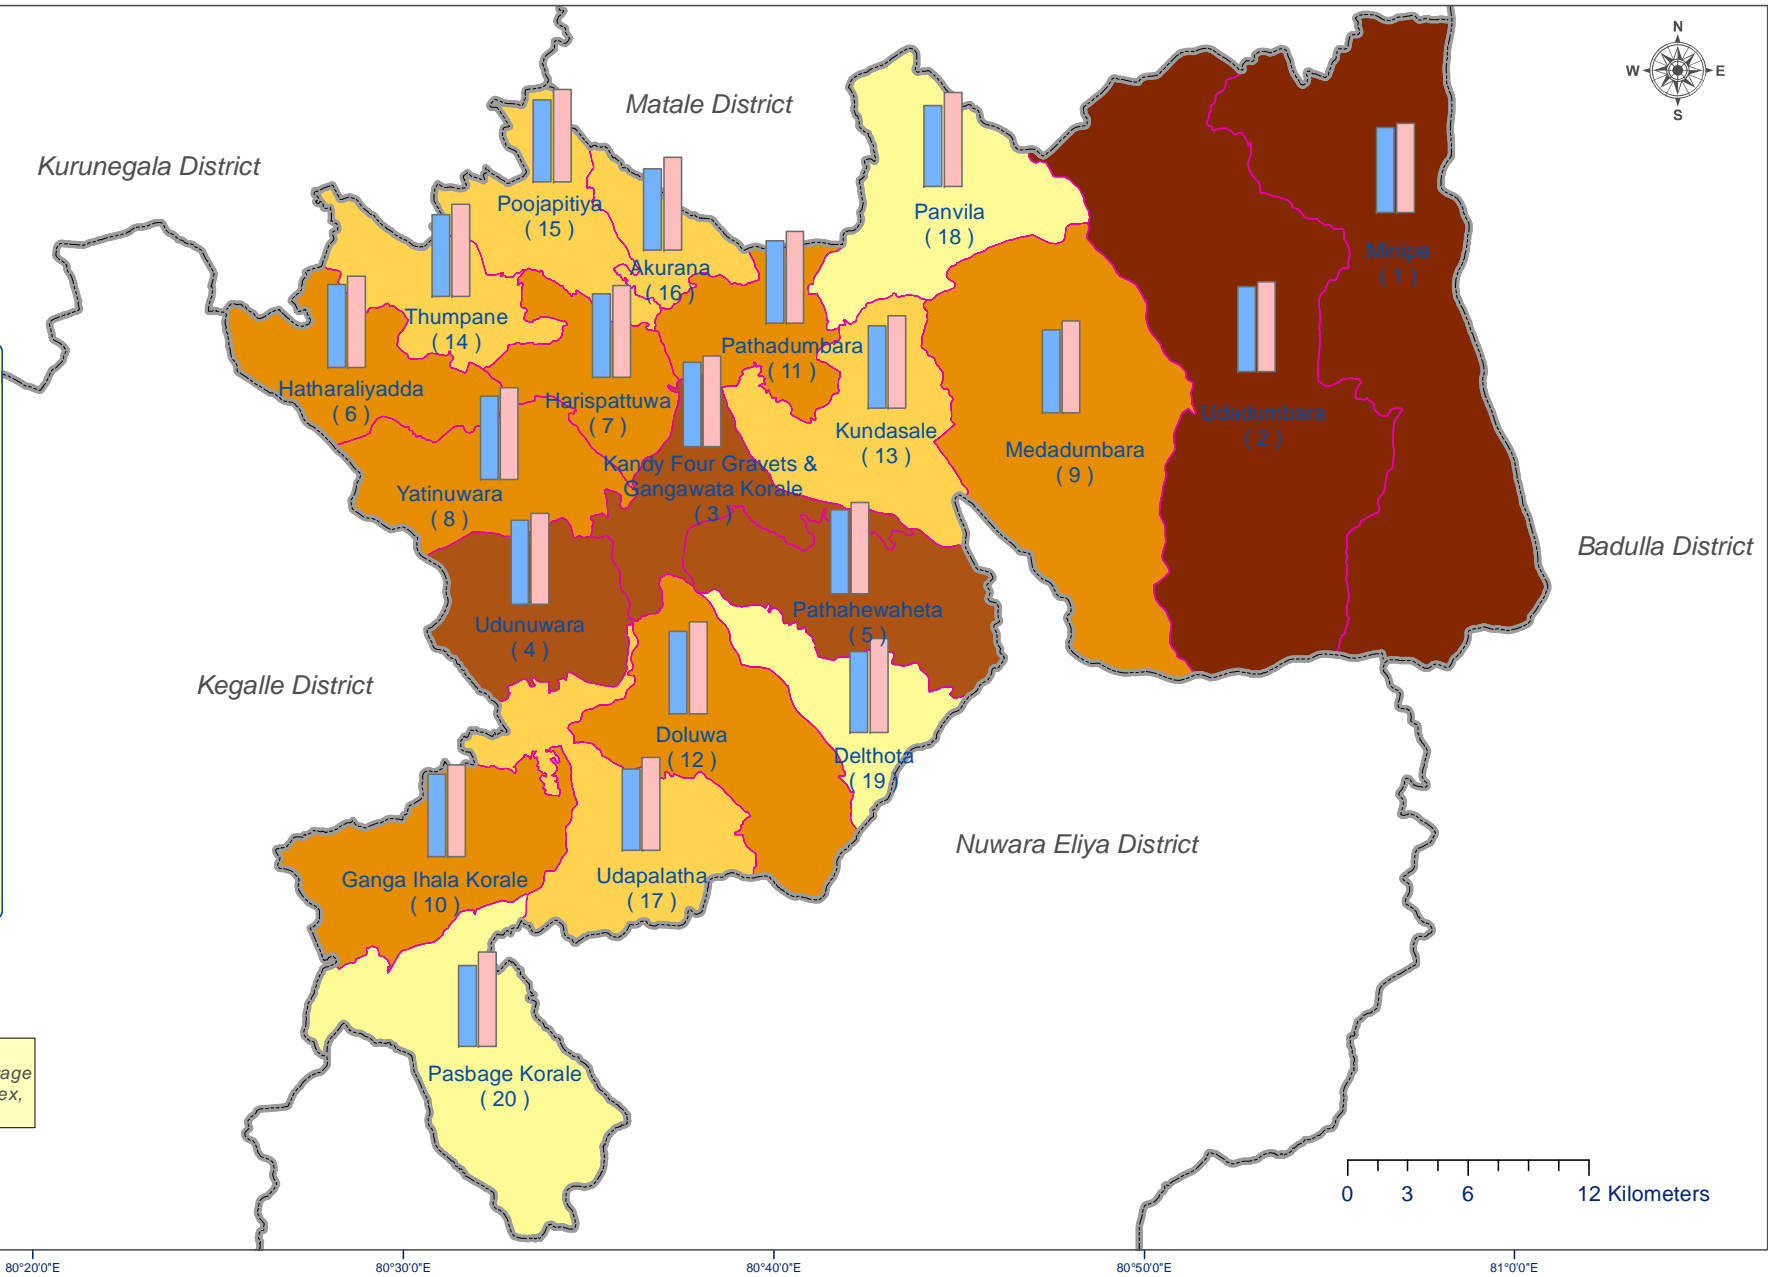 N
W E
S
Matale District
Kurunegala District
Poojapitiya
( 15 )
Panvila
( 18 )
Akurana
( 16 )
Minipe
( 1 )
Thumpane
( 14 )
Pathadumbara
( 11 )
Hatharaliyadda
( 6 )
Harispattuwa
( 7 )
Udadumbara
( 2 )
Kundasale
( 13 )
Medadumbara
( 9 )
Kandy Four Gravets &
Gangawata Korale
( 3 )
Yatinuwara
( 8 )
Badulla District
Pathahewaheta
( 5 )
Udunuwara
( 4 )
Kegalle District
Doluwa
( 12 )
Delthota
( 19 )
Nuwara Eliya District
Ganga Ihala Korale
( 10 )
Udapalatha
( 17 )
Pasbage Korale
( 20 )
age
ex,
0 3 6 12 Kilometers
80°20'0"E 80°30'0"E 80°40'0"E 80°50'0"E 81°0'0"E